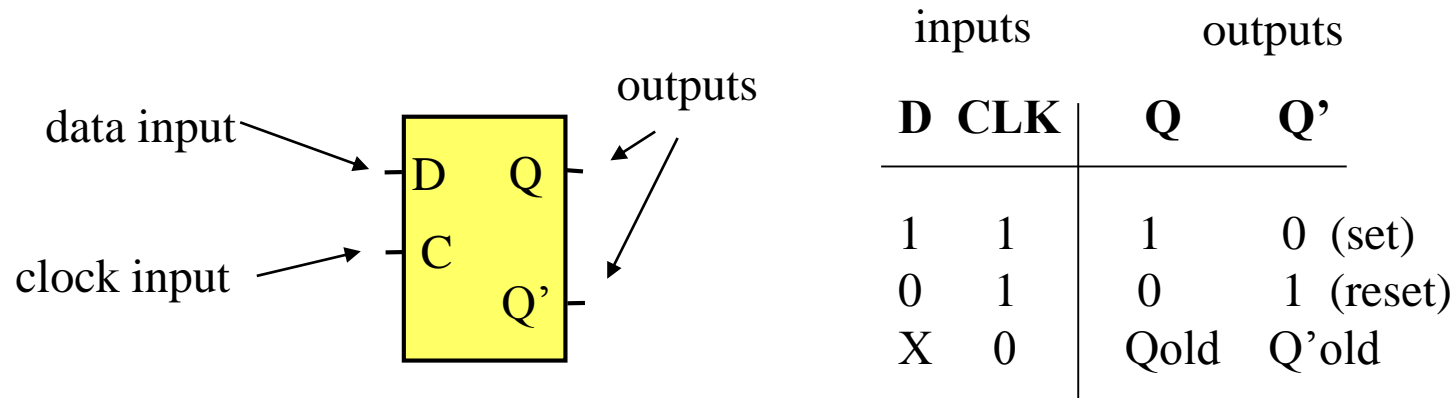 data input
clock input
outputs
D Q
C
Q’
inputs outputs
D CLK Q Q’
1 1 1 0 (set)
0 1 0 1 (reset)
X 0 Qold Q’old